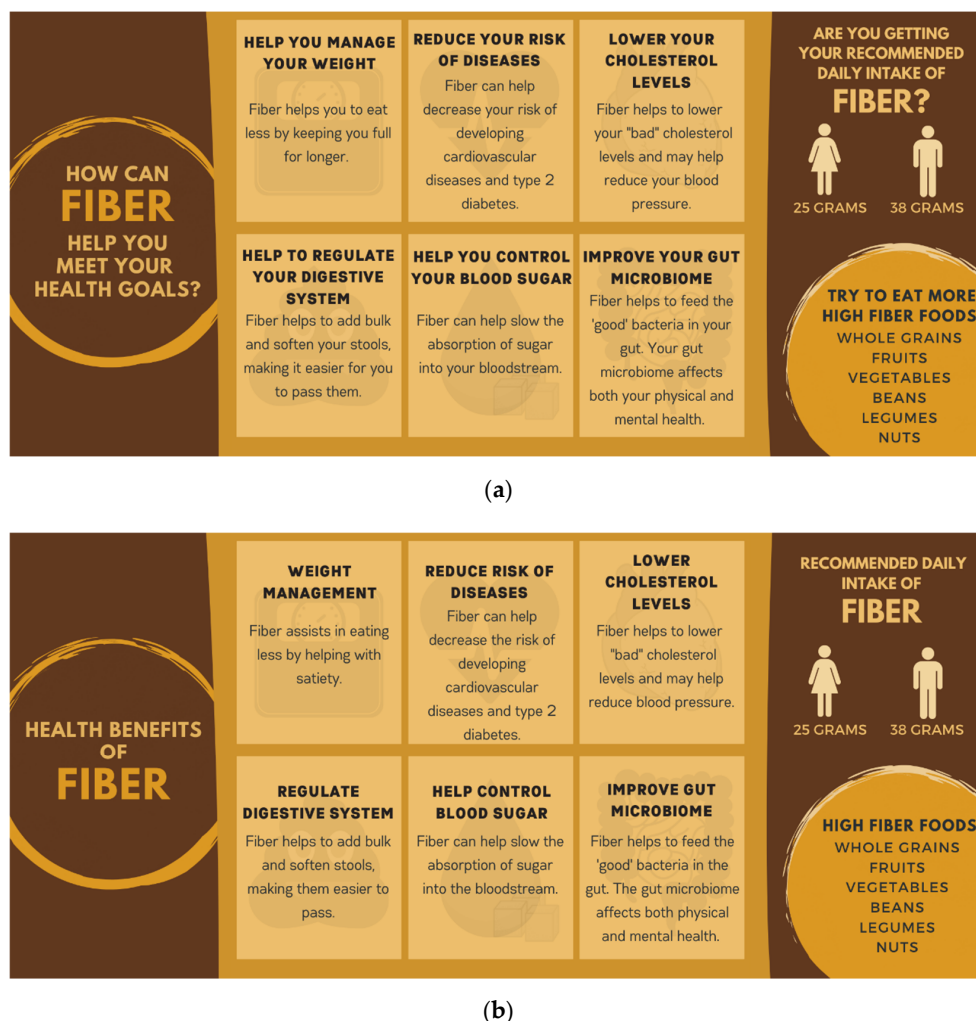 HOW CAN
FIBER
HELP YOU
MEET YOUR
HEALTH GOALS?
HELP YOU MANAGE
YOUR WEIGHT
Fiber helps you to eat
less by keeping you full
for longer.
REDUCE YOUR RISK
OF DISEASES
Fiber can help
decrease your risk of
developing
cardiovascular
diseases and type 2
diabetes.
LOWER YOUR
CHOLESTEROL
LEVELS
Fiber helps to lower
your "bad" cholesterol
levels and may help
reduce your blood
pressure.
HELP TO REGULATE
YOUR DIGESTIVE
SYSTEM
Fiber helps to add bulk
and soften your stools,
making it easier for you
to pass them.
HELP YOU CONTROL
YOUR BLOOD SUGAR
Fiber can help slow the
absorption of sugar
into your bloodstream.
IMPROVE YOUR GUT
MICROBIOME
Fiber helps to feed the
'good' bacteria in your
gut. Your gut
microbiome affects
both your physical and
mental health.
ARE YOU GETTING
YOUR RECOMMENDED
DAILY INTAKE OF
FIBER?
25 GRAMS 38 GRAMS
TRY TO EAT MORE
HIGH FIBER FOODS
WHOLE GRAINS
FRUITS
VEGETABLES
BEANS
LEGUMES
NUTS
(a)
HEALTH BENEFITS
OF
FIBER
WEIGHT
MANAGEMENT
Fiber assists in eating
less by helping with
satiety.
REDUCE RISK OF
DISEASES
Fiber can help
decrease the risk of
developing
cardiovascular
diseases and type 2
diabetes.
LOWER
CHOLESTEROL
LEVELS
Fiber helps to lower
"bad" cholesterol
levels and may help
reduce blood pressure.
REGULATE
DIGESTIVE SYSTEM
Fiber helps to add bulk
and soften stools,
making them easier to
pass.
HELP CONTROL
BLOOD SUGAR
Fiber can help slow the
absorption of sugar
into the bloodstream.
IMPROVE GUT
MICROBIOME
Fiber helps to feed the
'good' bacteria in the
gut. The gut microbiome
affects both physical
and mental health.
RECOMMENDED DAILY
INTAKE OF
FIBER
25 GRAMS 38 GRAMS
HIGH FIBER FOODS
WHOLE GRAINS
FRUITS
VEGETABLES
BEANS
LEGUMES
NUTS
(b)